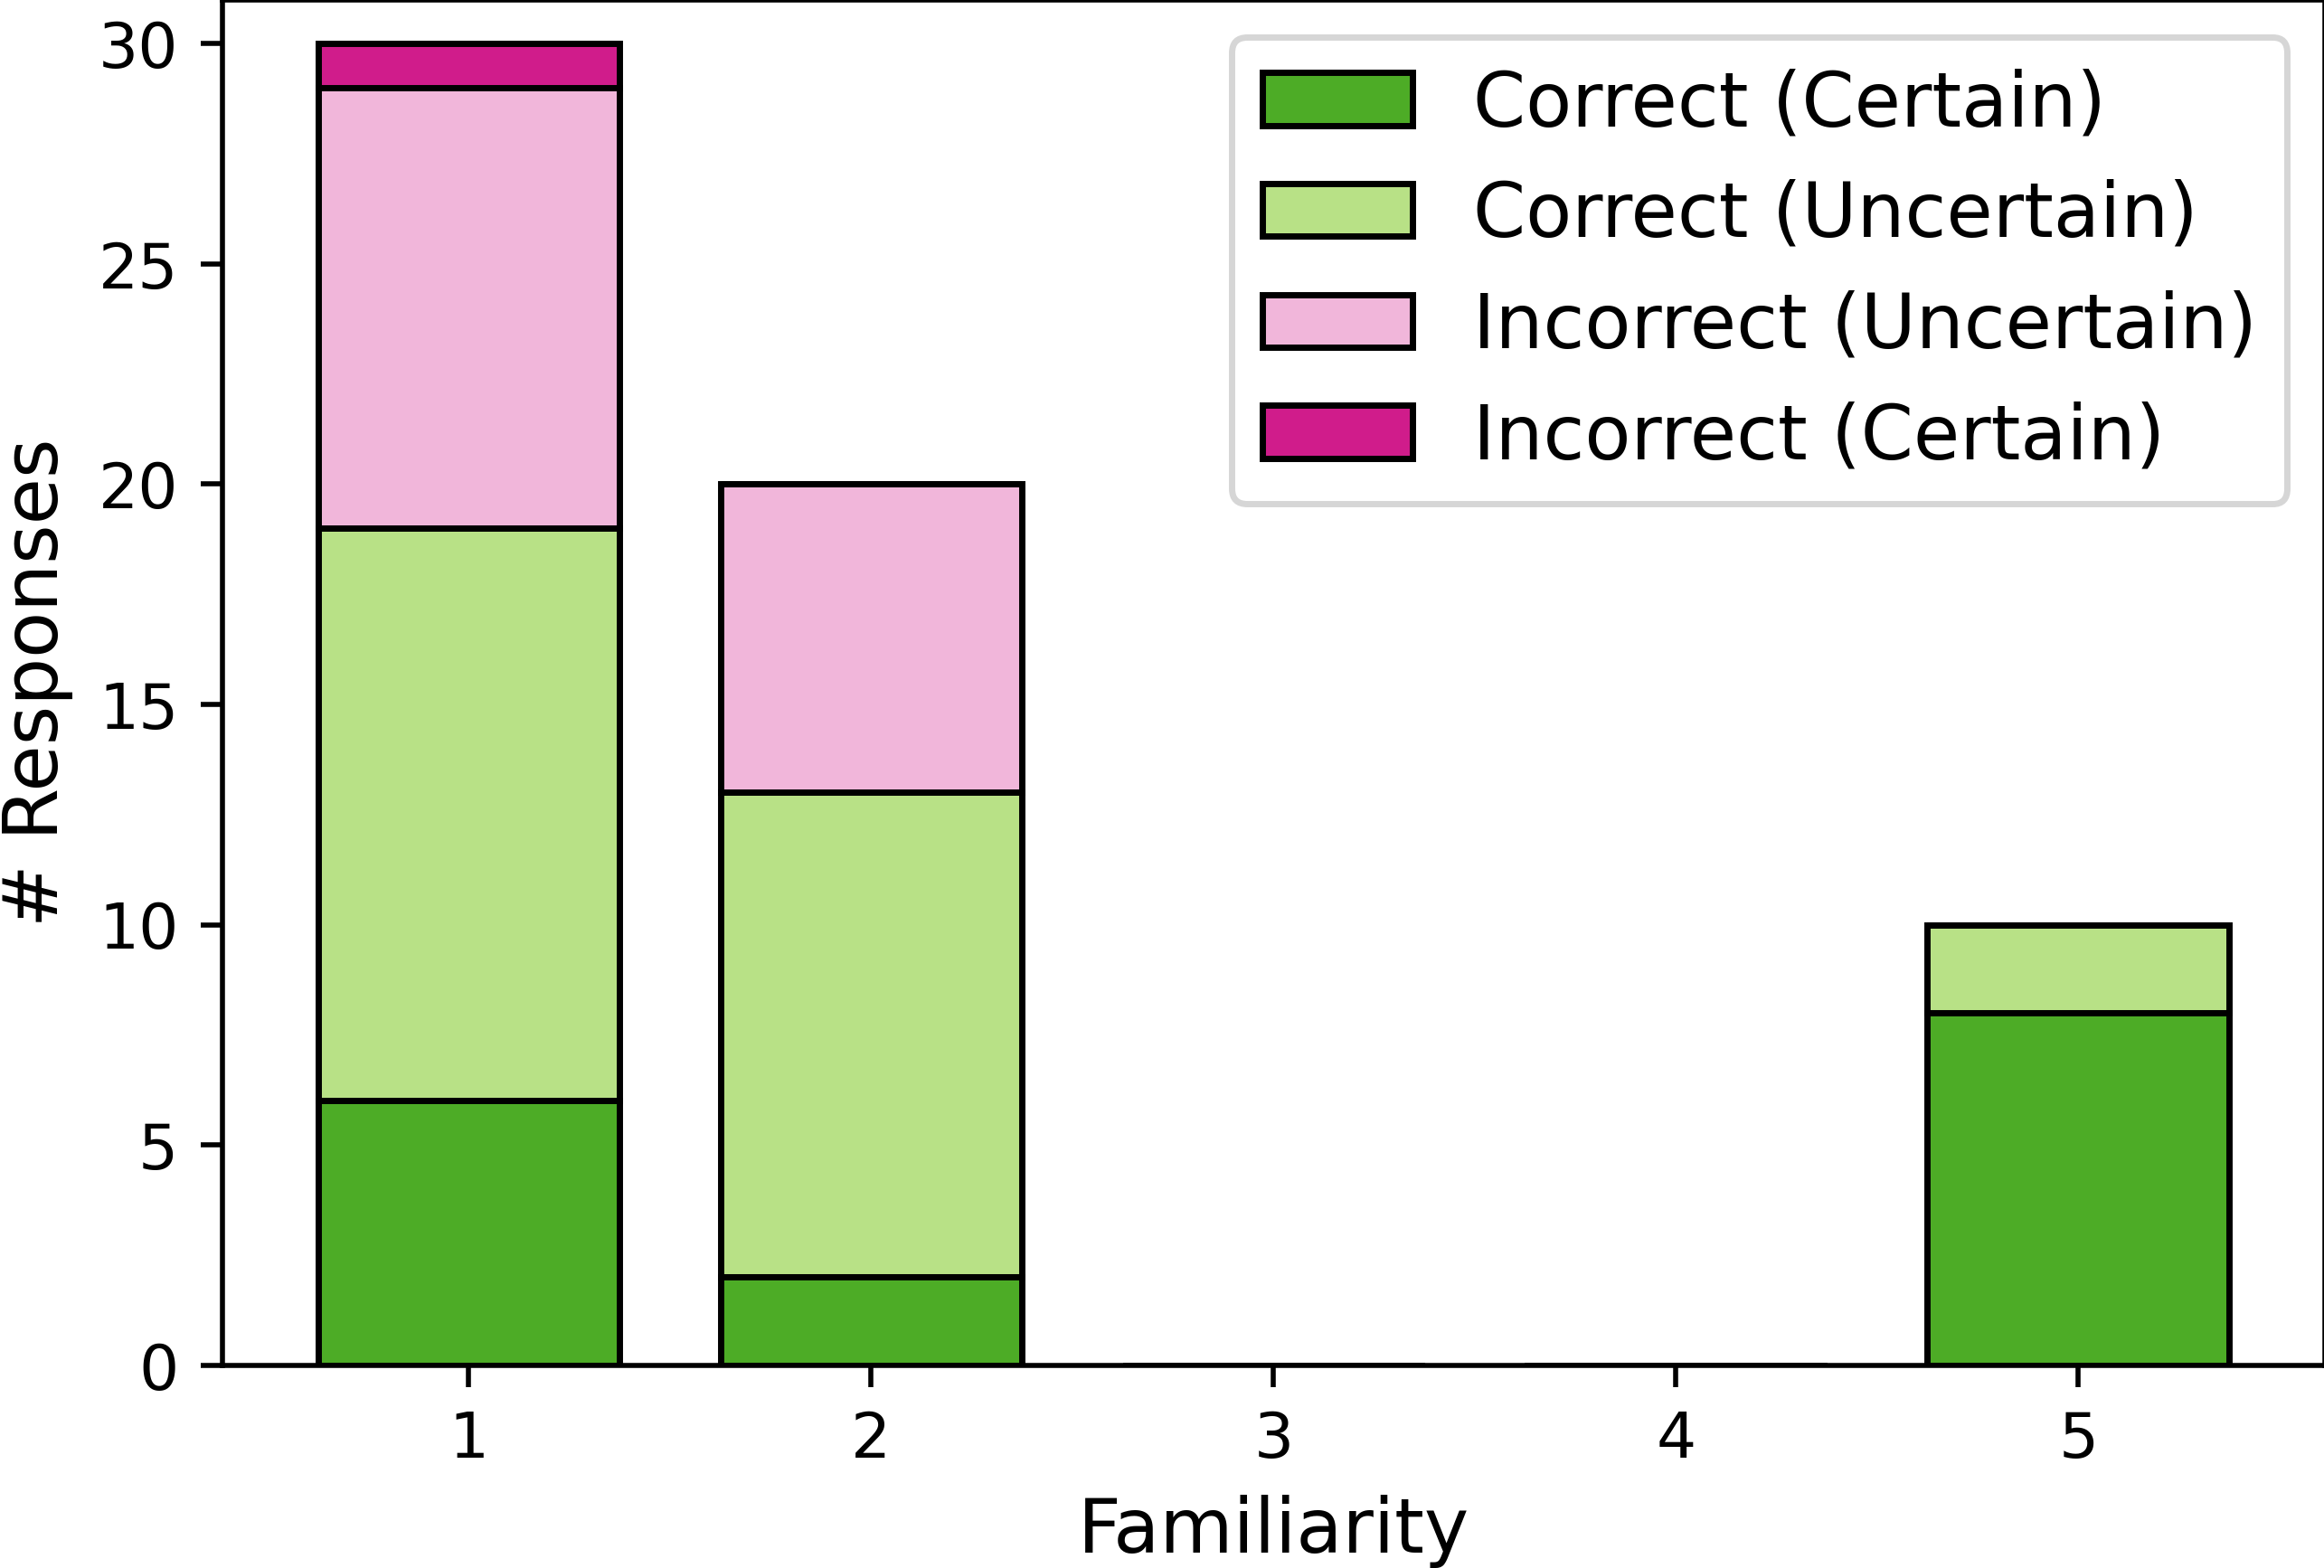 30
25
20
15
10
5
0
# Responses
Correct (Certain)
Correct (Uncertain)
Incorrect (Uncertain)
Incorrect (Certain)
1 2 3 4 5
Familiarity